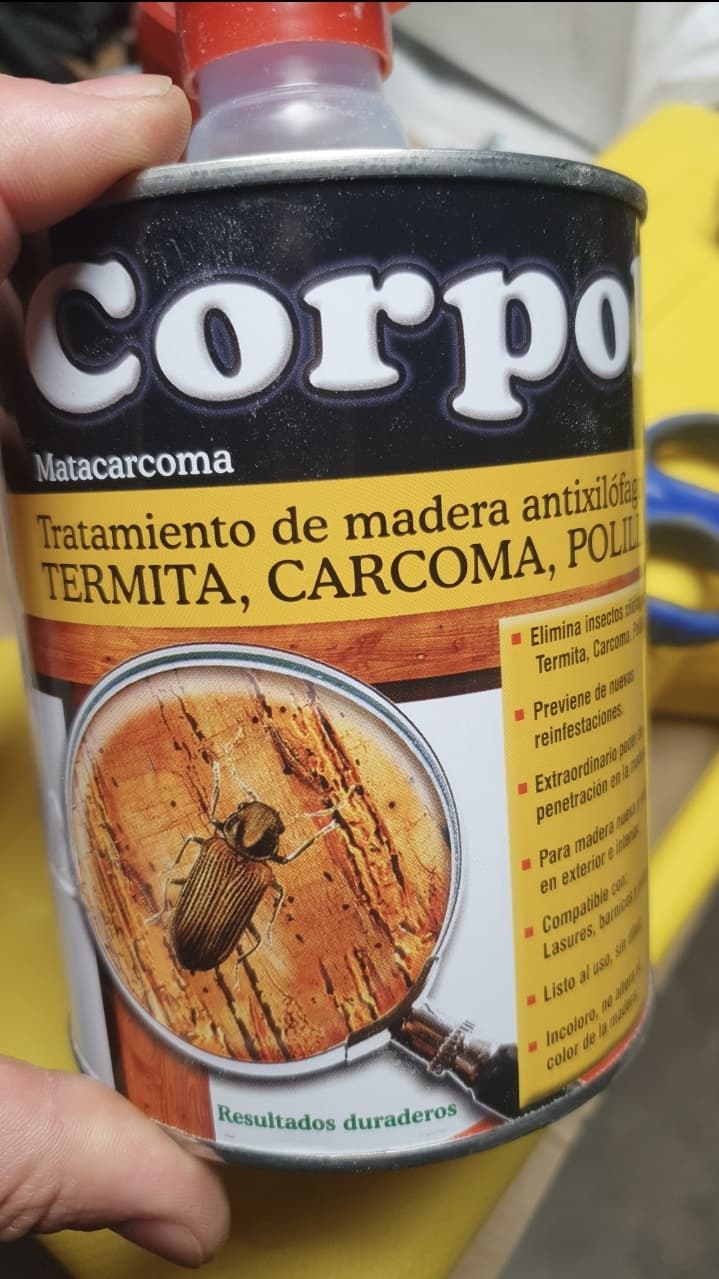 Corpo
Matacarcoma
Tratamiento de madera antixilófag
TERMITA, CARCOMA, POLIL
Elimina insectos
Termita, Carcoma,
Previene de nuevas
reinfestaciones.
Extraordinario poder
penetración en la
Para madera nueva
en exterior e interior.
Compatible con:
Lasures, barnices
Listo al uso, sin
Incoloro, no altera
color de la madera.
Resultados duraderos